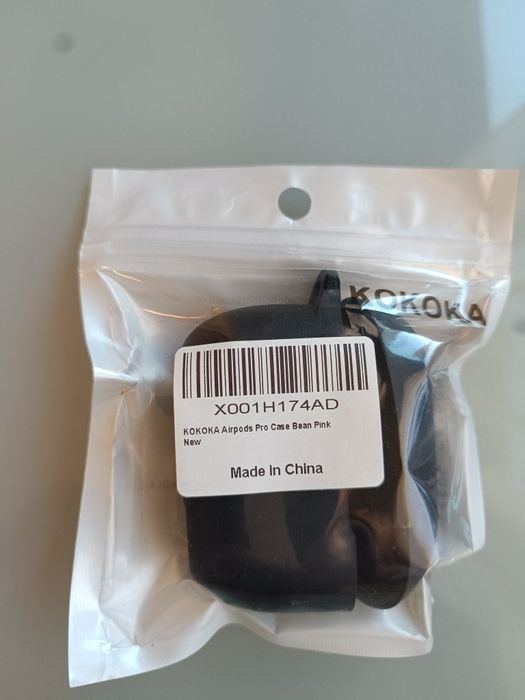 KOKOKA
X001H174AD
KOKOKA Airpods Pro Case Bean Pink
New
Made in China